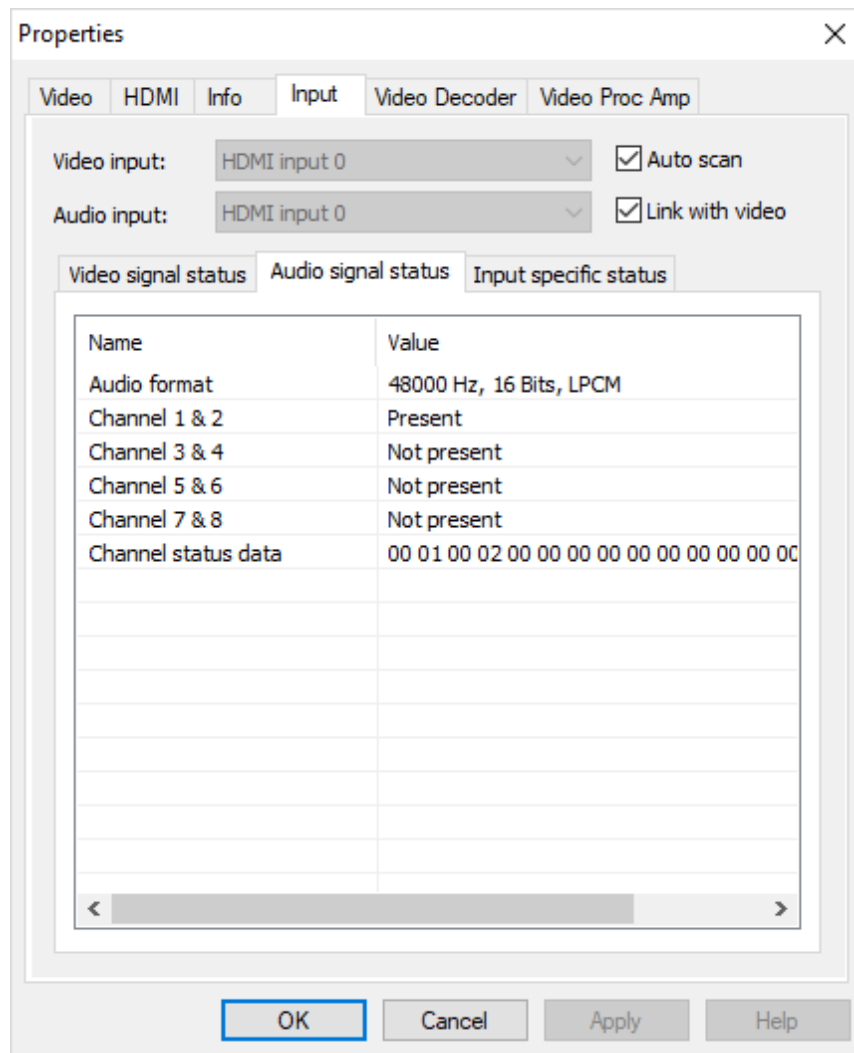 Properties
Video HDMI Info Input Video Decoder Video Proc Amp
Video input: HDMI input 0 Auto scan
Audio input: HDMI input 0 Link with video
Video signal status Audio signal status Input specific status
Name Value
Audio format 48000 Hz, 16 Bits, LPCM
Channel 1 & 2 Present
Channel 3 & 4 Not present
Channel 5 & 6 Not present
Channel 7 & 8 Not present
Channel status data 00 01 00 02 00 00 00 00 00 00 00 00 00 00
OK Cancel Apply Help